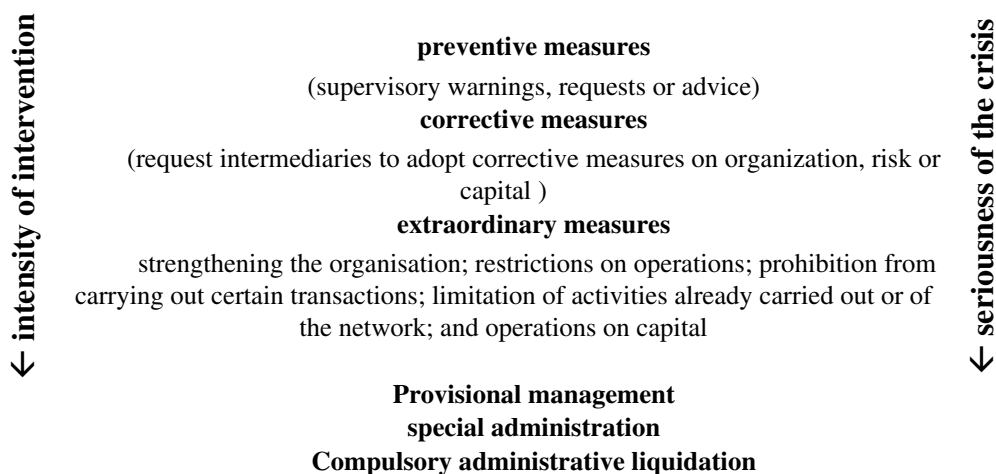 ← intensity of intervention
preventive measures
(supervisory warnings, requests or advice)
corrective measures
(request intermediaries to adopt corrective measures on organization, risk or
capital )
extraordinary measures
strengthening the organisation; restrictions on operations; prohibition from
carrying out certain transactions; limitation of activities already carried out or of
the network; and operations on capital
Provisional management
special administration
Compulsory administrative liquidation
← seriousness of the crisis